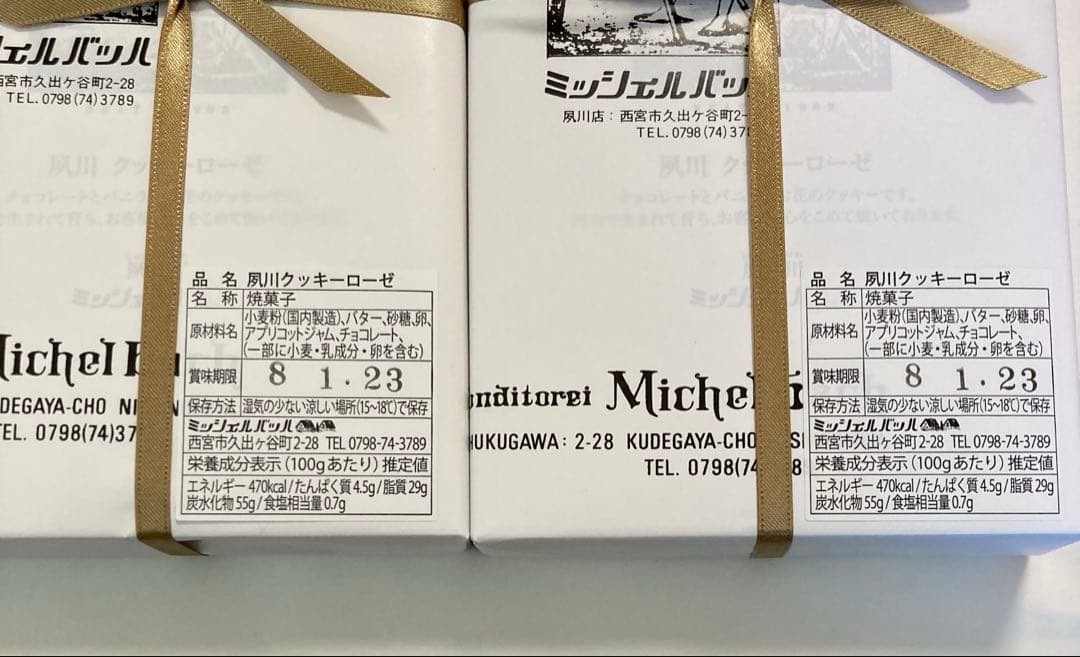 ミッシェルバッハ
西宮市久出ケ谷町2-28
TEL.0798(74)3789
夙川 クッ ーローゼ
品 名 夙川クッキーローゼ
名 称 焼菓子
原材料名 小麦粉(国内製造)、バター、砂糖、卵、
アプリコットジャム、チョコレート、
(一部に小麦・乳成分・卵を含む)
賞味期限 8 1.23
保存方法 湿気の少ない涼しい場所(15~18℃)で保存
ミッシェルバッハ
西宮市久出ヶ谷町2-28 TEL 0798-74-3789
栄養成分表示(100gあたり)推定値
エネルギー 470kcal/たんぱく質 4.5g/脂質 29g
炭水化物 55g/食塩相当量 0.7g
Michel
DEGAYA-CHO NI N
TEL. 0798(74)37
ミッシェルバッ
夙川店:西宮市久出ケ谷町2-
TEL.0798(74)37
夙川 ク ーローゼ
品 名 夙川クッキーローゼ
名 称 焼菓子
原材料名 小麦粉(国内製造)、バター、砂糖、卵、
アプリコットジャム、チョコレート、
(一部に小麦・乳成分・卵を含む)
賞味期限 8 1.23
保存方法 湿気の少ない涼しい場所(15~18℃)で保存
ミッシェルバッハ
西宮市久出ヶ谷町2-28 TEL 0798-74-3789
栄養成分表示(100gあたり)推定値
エネルギー 470kcal/たんぱく質 4.5g/脂質 29g
炭水化物 55g/食塩相当量 0.7g
nditorei Michel
HUKUGAWA: 2-28 KUDEGAYA-CHO
TEL. 0798(74 8